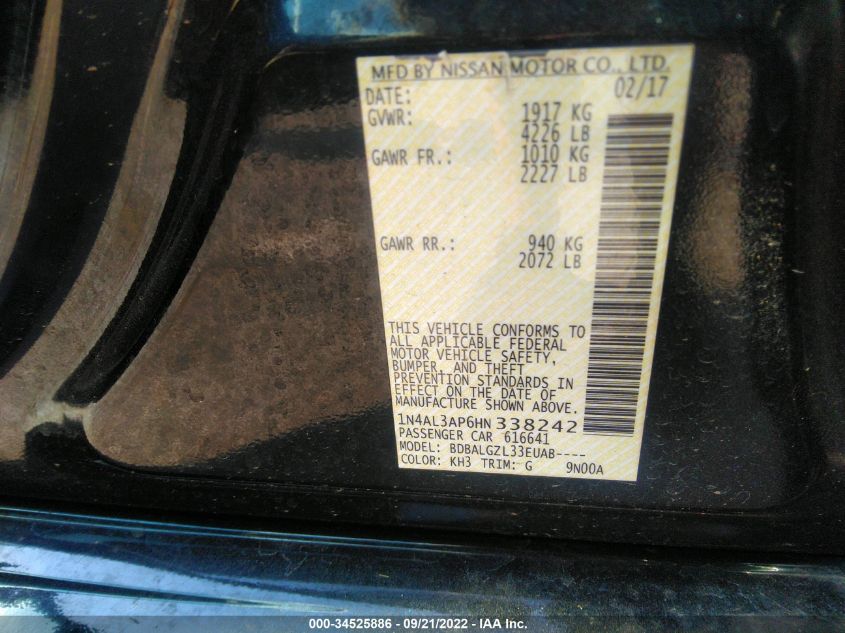 MFD BY NISSAN MOTOR CO., LTD.
DATE: 02/17
GVWR: 1917 KG
4226 LB
GAWR FR.: 1010 KG
2227 LB
GAWR RR.: 940 KG
2072 LB
THIS VEHICLE CONFORMS TO
ALL APPLICABLE FEDERAL
MOTOR VEHICLE SAFETY,
BUMPER, AND THEFT
PREVENTION STANDARDS IN
EFFECT ON THE DATE OF
MANUFACTURE SHOWN ABOVE.
1N4AL3AP6HN338242
PASSENGER CAR 616641
MODEL: BDBALGZL33EUAB----
COLOR: KH3 TRIM: G 9N00A
000-34525886 - 09/21/2022 - IAA Inc.